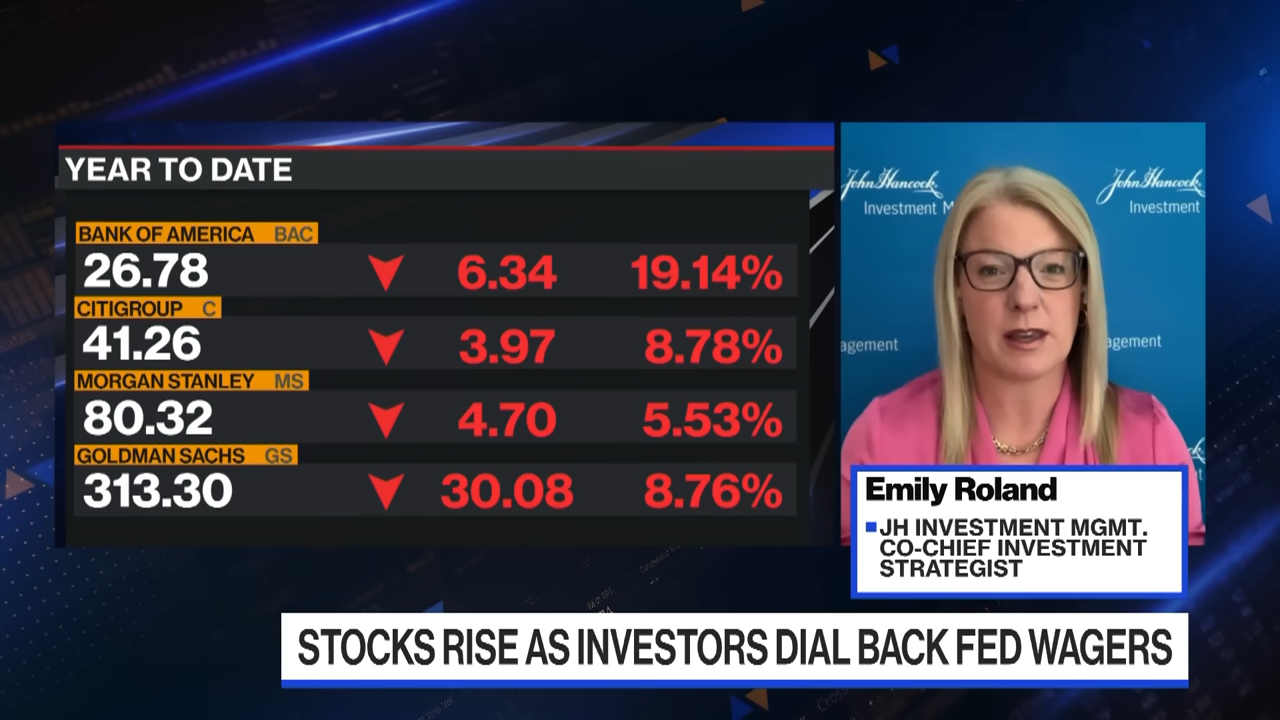 YEAR TO DATE
BANK OF AMERICA BAC
26.78 6.34 19.14%
CITIGROUP C
41.26 3.97 8.78%
MORGAN STANLEY MS
80.32 4.70 5.53%
GOLDMAN SACHS GS
313.30 30.08 8.76%
John Hancock
Investment M
John Hancock
Investment
agement
agement
Emily Roland
JH INVESTMENT MGMT.
CO-CHIEF INVESTMENT
STRATEGIST
STOCKS RISE AS INVESTORS DIAL BACK FED WAGERS